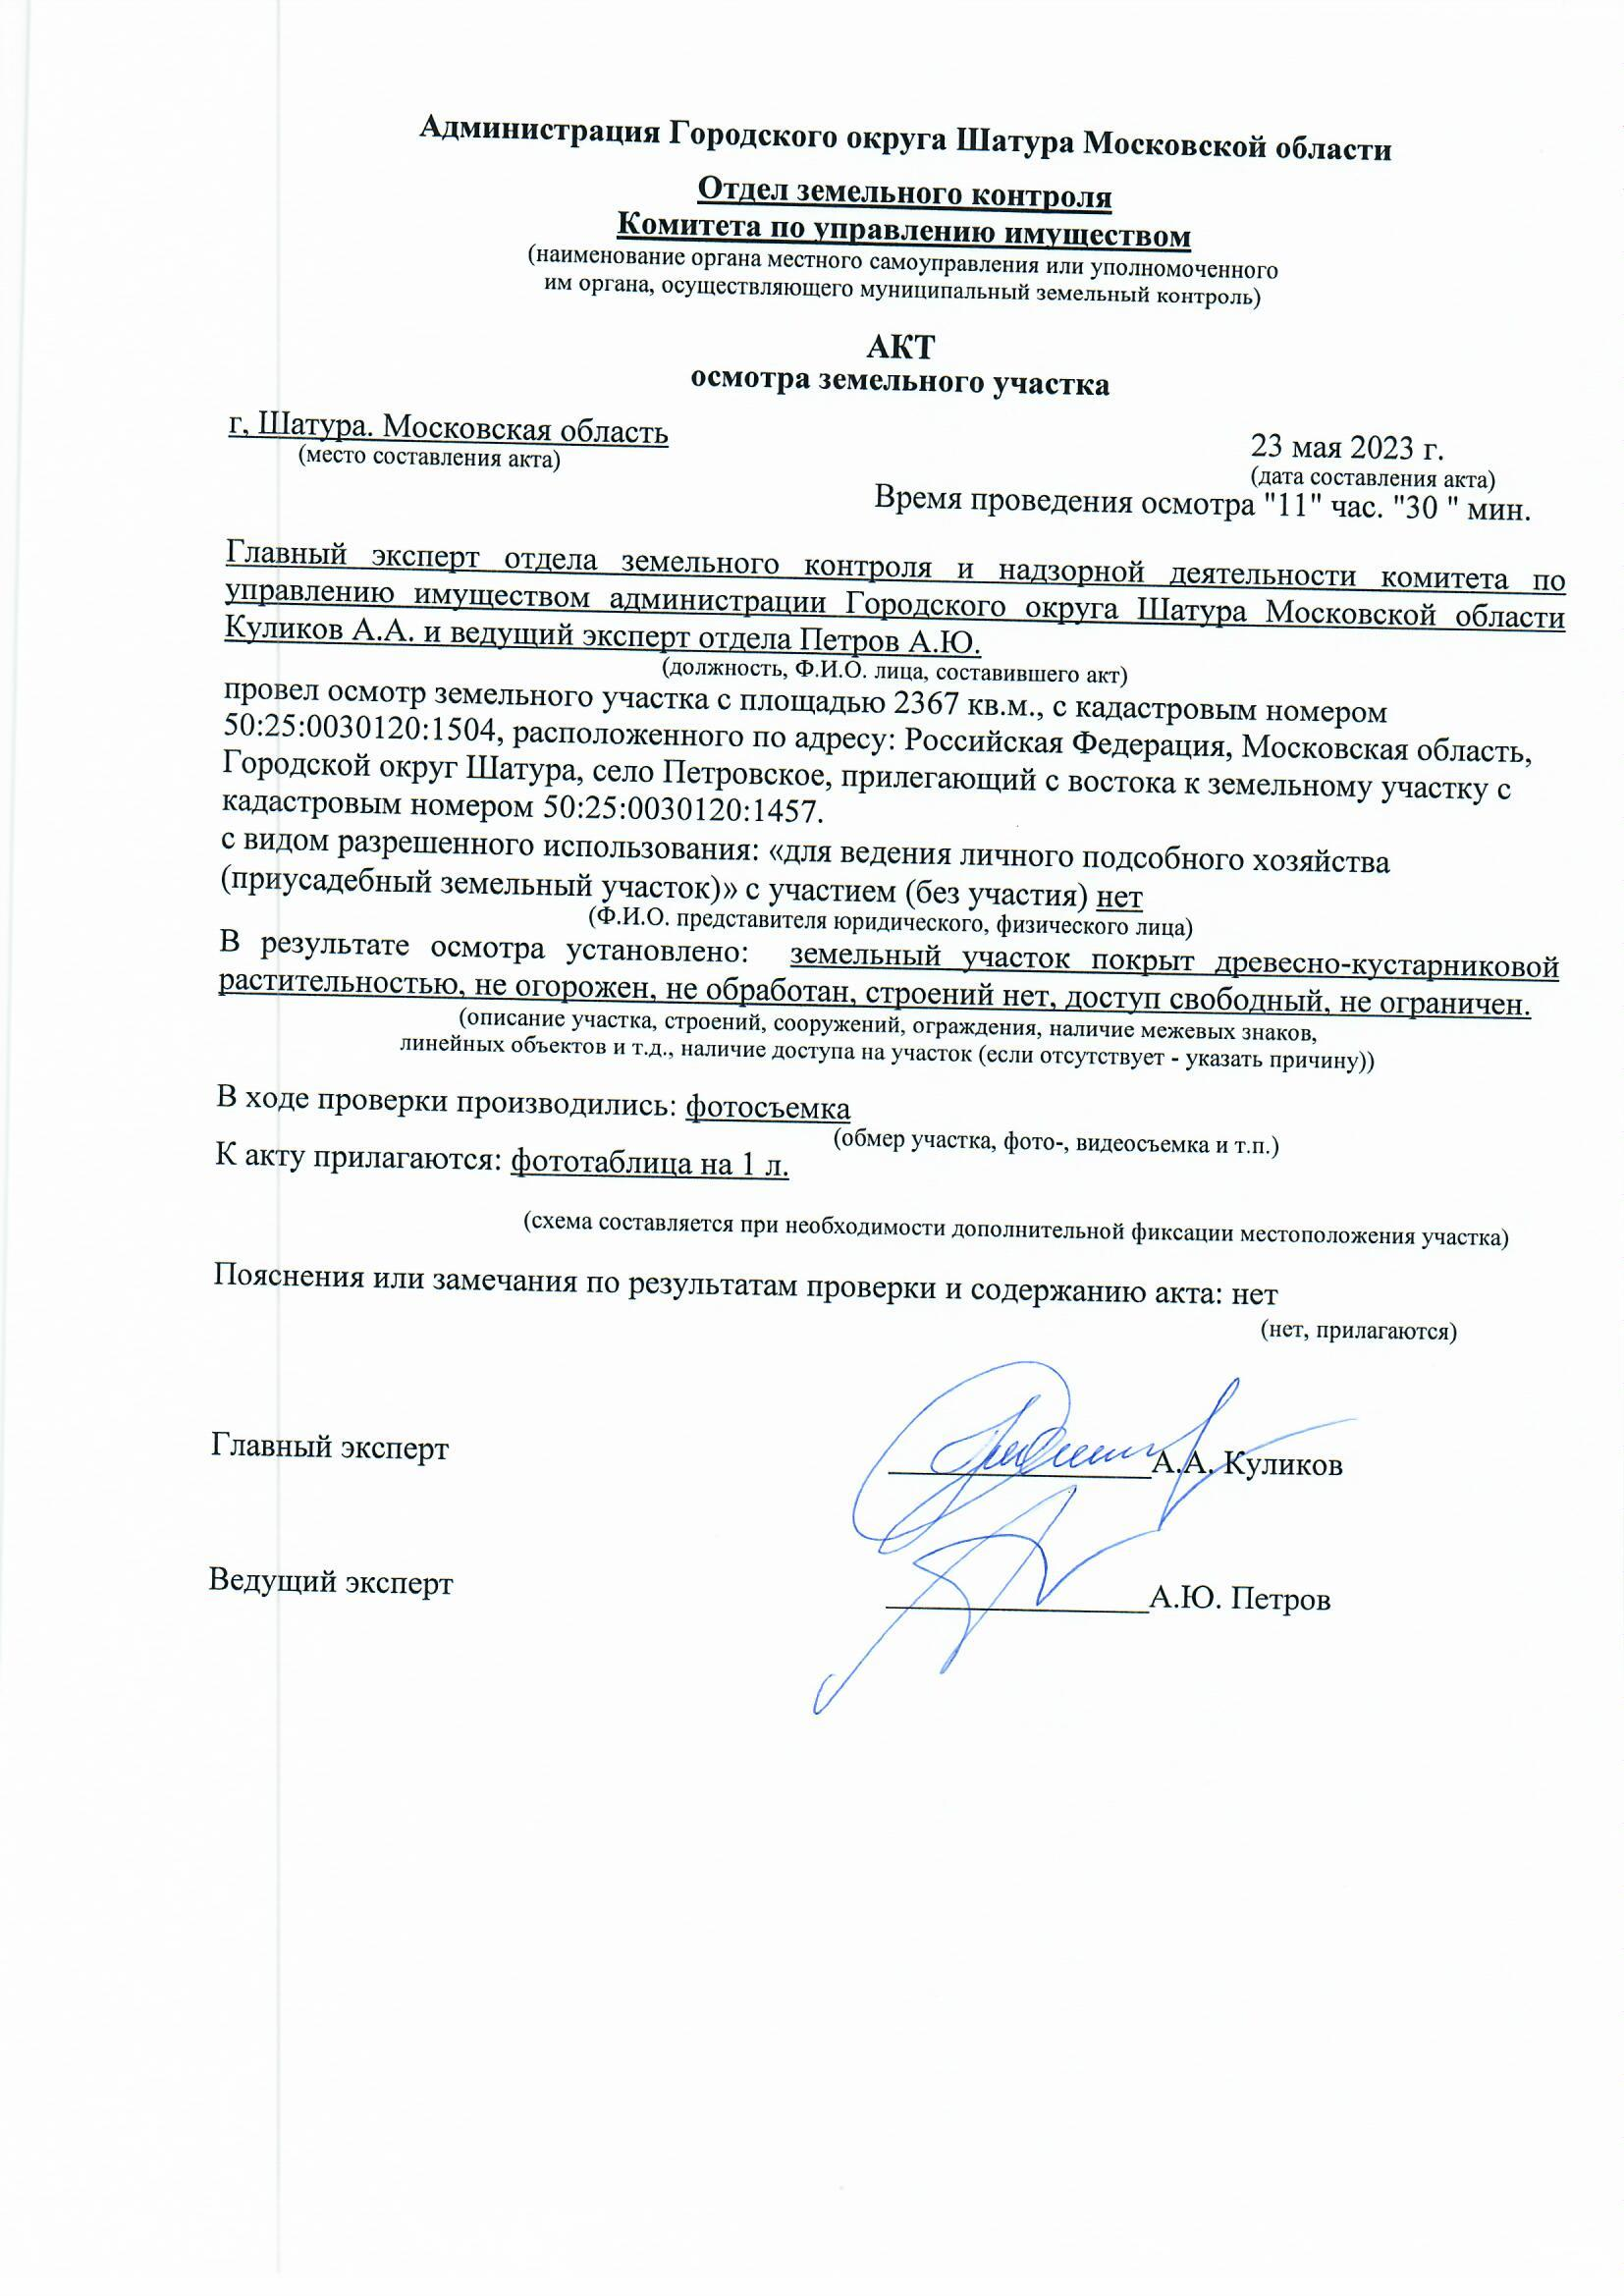 Администрация Городского округа Шатура Московской области
Отдел земельного контроля
Комитета по управлению имуществом
(наименование органа местного самоуправления или уполномоченного
им органа, осуществляющего муниципальный земельный контроль)
АКТ
осмотра земельного участка
г, Шатура. Московская область
(место составления акта)
23 мая 2023 г.
(дата составления акта)
Время проведения осмотра "11" час. "30 " мин.
Главный эксперт отдела земельного контроля и надзорной деятельности комитета по
управлению имуществом администрации Городского округа Шатура Московской области
Куликов А.А. и ведущий эксперт отдела Петров А.Ю.
(должность, Ф.И.О. лица, составившего акт)
провел осмотр земельного участка с площадью 2367 кв.м., с кадастровым номером
50:25:0030120:1504, расположенного по адресу: Российская Федерация, Московская область,
Городской округ Шатура, село Петровское, прилегающий с востока к земельному участку с
кадастровым номером 50:25:0030120:1457.
с видом разрешенного использования: «для ведения личного подсобного хозяйства
(приусадебный земельный участок)» с участием (без участия) нет
(Ф.И.О. представителя юридического, физического лица)
В результате осмотра установлено: земельный участок покрыт древесно-кустарниковой
растительностью, не огорожен, не обработан, строений нет, доступ свободный, не ограничен.
(описание участка, строений, сооружений, ограждения, наличие межевых знаков,
линейных объектов и т.д., наличие доступа на участок (если отсутствует - указать причину))
В ходе проверки производились: фотосъемка
(обмер участка, фото-, видеосъемка и т.п.)
К акту прилагаются: фототаблица на 1 л.
(схема составляется при необходимости дополнительной фиксации местоположения участка)
Пояснения или замечания по результатам проверки и содержанию акта: нет
(нет, прилагаются)
Главный эксперт
А.А. Куликов
Ведущий эксперт
А.Ю. Петров